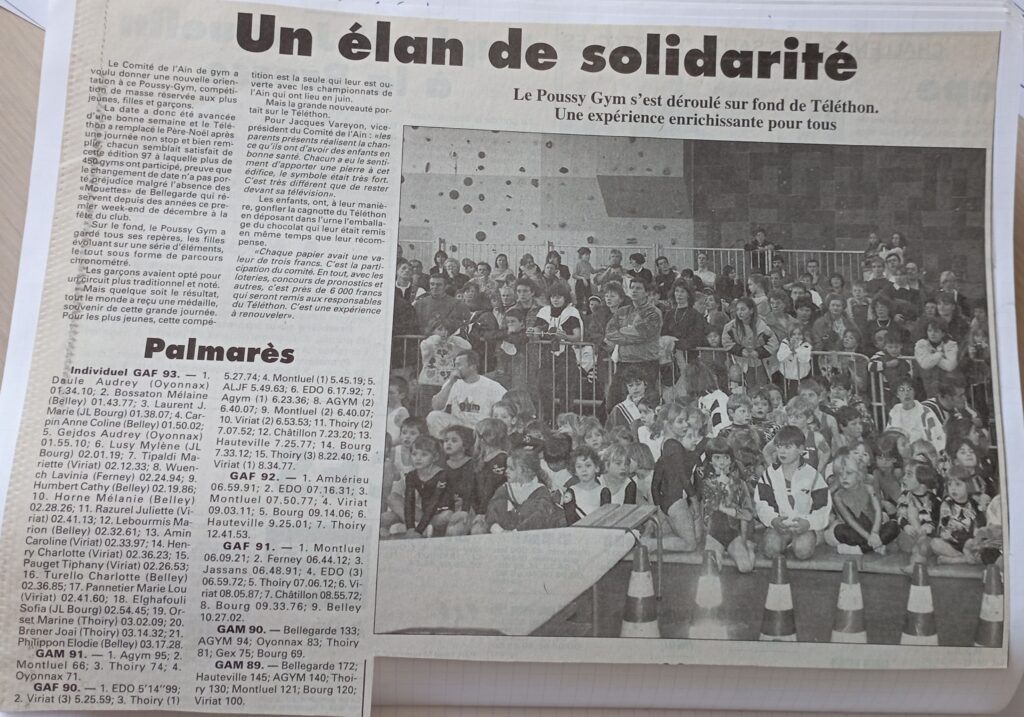 Un élan de solidarité
Le Poussy Gym s'est déroulé sur fond de Téléthon.
Une expérience enrichissante pour tous
Le Comité de l'Ain de gym a
voulu donner une nouvelle orien-
tation à ce Poussy-Gym, compéti-
tion de masse réservée aux plus
jeunes, filles et garçons.
La date a donc été avancée
d'une bonne semaine et le Télé-
thon a remplacé le Père-Noël après
une journée non stop et bien rem-
plie, chacun semblait satisfait de
cette édition 97 à laquelle plus de
450 gyms ont participé, preuve que
le changement de date n'a pas por-
té préjudice malgré l'absence des
«Mouettes» de Bellegarde qui ré-
servent depuis des années ce pre-
mier week-end de décembre à la
fête du club.
Sur le fond, le Poussy Gym a
gardé tous ses repères, les filles
évoluant sur une série d'éléments,
le tout sous forme de parcours
chronométré.
Les garçons avaient opté pour
un circuit plus traditionnel et noté.
Mais quelque soit le résultat,
tout le monde a reçu une médaille,
souvenir de cette grande journée.
Pour les plus jeunes, cette compé-
tition est la seule qui leur est ou-
verte avec les championnats de
l'Ain qui ont lieu en juin.
Mais la grande nouveauté por-
tait sur le Téléthon.
Pour Jacques Vareyon, vice-
président du Comité de l'Ain : «les
parents présents réalisent la chan-
ce qu'ils ont d'avoir des enfants en
bonne santé. Chacun a eu le senti-
ment d'apporter une pierre à cet
édifice, le symbole était très fort.
C'est très différent que de rester
devant sa télévision».
Les enfants, ont, à leur maniè-
re, gonfler la cagnotte du Téléthon
en déposant dans l'urne l'emballa-
ge du chocolat qui leur était remis
en même temps que leur récom-
pense.
«Chaque papier avait une va-
leur de trois francs. C'est la parti-
cipation du comité. En tout, avec les
loteries, concours de pronostics et
autres, c'est près de 6 000 francs
qui seront remis aux responsables
du Téléthon. C'est une expérience
à renouveler».
Palmarès
Individuel GAF 93. — 1.
Daule Audrey (Oyonnax)
01.34.10; 2. Bossaton Mélaine
(Belley) 01.43.77; 3. Laurent J.
Marie (JL Bourg) 01.38.07; 4. Car-
pin Anne Coline (Belley) 01.50.02;
5. Gejdos Audrey (Oyonnax)
01.55.10; 6. Lusy Mylène (JL
Bourg) 02.01.19; 7. Tipaldi Ma-
riette (Viriat) 02.12.33; 8. Wuen-
ch Lavinia (Ferney) 02.24.94; 9.
Humbert Cathy (Belley) 02.19.86;
10. Horne Mélanie (Belley)
02.28.26; 11. Razurel Juliette (Vi-
riat) 02.41.13; 12. Lebourmis Ma-
rion (Belley) 02.32.61; 13. Amin
Caroline (Viriat) 02.33.97; 14. Hen-
ry Charlotte (Viriat) 02.36.23; 15.
Pauget Tiphany (Viriat) 02.26.53;
16. Turello Charlotte (Belley)
02.36.85; 17. Pannetier Marie Lou
(Viriat) 02.41.60; 18. Elghafouli
Sofia (JL Bourg) 02.54.45; 19. Or-
set Marine (Thoiry) 03.02.09; 20.
Brener Joai (Thoiry) 03.14.32; 21.
Philippon Elodie (Belley) 03.17.28.
GAM 91. — 1. Agym 95; 2.
Montluel 66; 3. Thoiry 74; 4.
Oyonnax 71.
GAF 90. — 1. EDO 5'14''99;
2. Viriat (3) 5.25.59; 3. Thoiry (1)
5.27.74; 4. Montluel (1) 5.45.19; 5.
ALJF 5.49.63; 6. EDO 6.17.92; 7.
Agym (1) 6.23.36; 8. AGYM (2)
6.40.07; 9. Montluel (2) 6.40.07;
10. Viriat (2) 6.53.53; 11. Thoiry (2)
7.07.52; 12. Châtillon 7.23.20; 13.
Hauteville 7.25.77; 14. Bourg
7.33.12; 15. Thoiry (3) 8.22.40; 16.
Viriat (1) 8.34.77.
GAF 92. — 1. Ambérieu
06.59.91; 2. EDO 07.16.31; 3.
Montluel 07.50.77; 4. Viriat
09.03.11; 5. Bourg 09.14.06; 6.
Hauteville 9.25.01; 7. Thoiry
12.41.53.
GAF 91. — 1. Montluel
06.09.21; 2. Ferney 06.44.12; 3.
Jassans 06.48.91; 4. EDO (3)
06.59.72; 5. Thoiry 07.06.12; 6. Vi-
riat 08.05.87; 7. Châtillon 08.55.72;
8. Bourg 09.33.76; 9. Belley
10.27.02.
GAM 90. — Bellegarde 133;
AGYM 94; Oyonnax 83; Thoiry
81; Gex 75; Bourg 69.
GAM 89. — Bellegarde 172;
Hauteville 145; AGYM 140; Thoi-
ry 130; Montluel 121; Bourg 120;
Viriat 100.